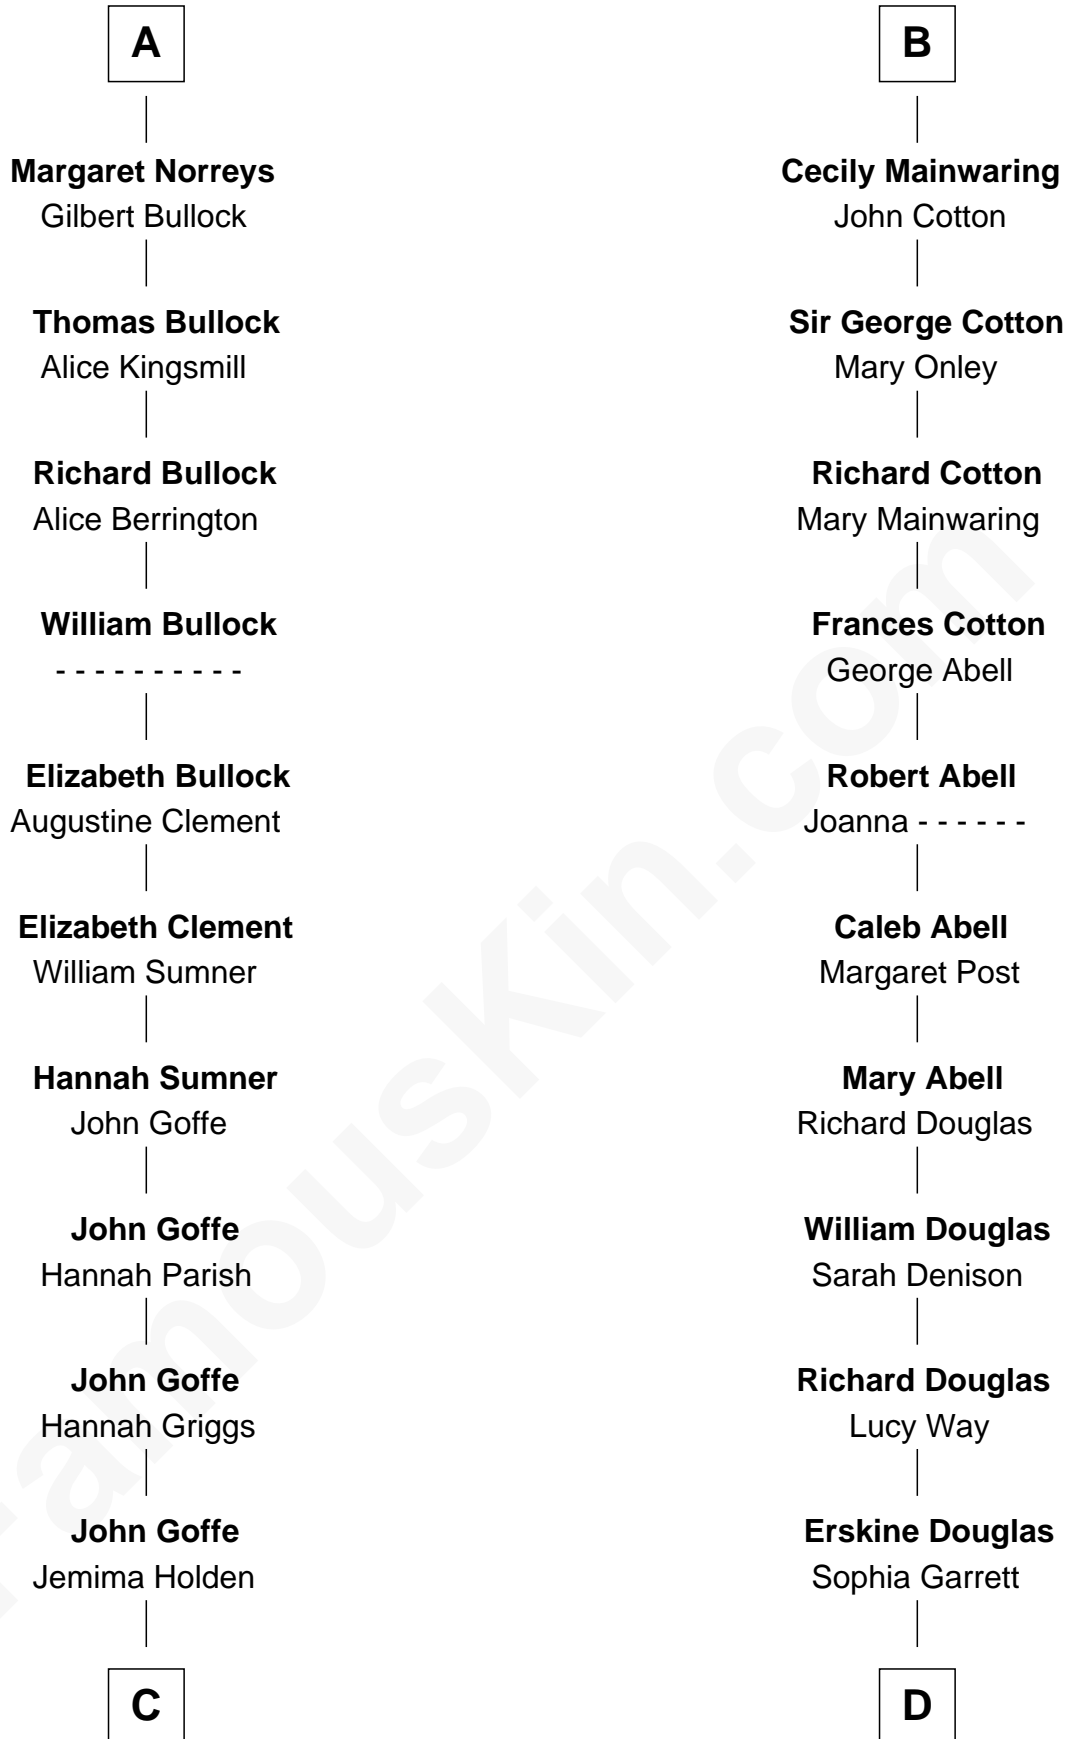 A
Margaret Norreys
Gilbert Bullock
Thomas Bullock
Alice Kingsmill
Richard Bullock
Alice Berrington
William Bullock
- - - - - - - - - -
Elizabeth Bullock
Augustine Clement
Elizabeth Clement
William Sumner
Hannah Sumner
John Goffe
John Goffe
Hannah Parish
John Goffe
Hannah Griggs
John Goffe
Jemima Holden
C
B
Cecily Mainwaring
John Cotton
Sir George Cotton
Mary Onley
Richard Cotton
Mary Mainwaring
Frances Cotton
George Abell
Robert Abell
Joanna - - - - - -
Caleb Abell
Margaret Post
Mary Abell
Richard Douglas
William Douglas
Sarah Denison
Richard Douglas
Lucy Way
Erskine Douglas
Sophia Garrett
D
FamousKin.com